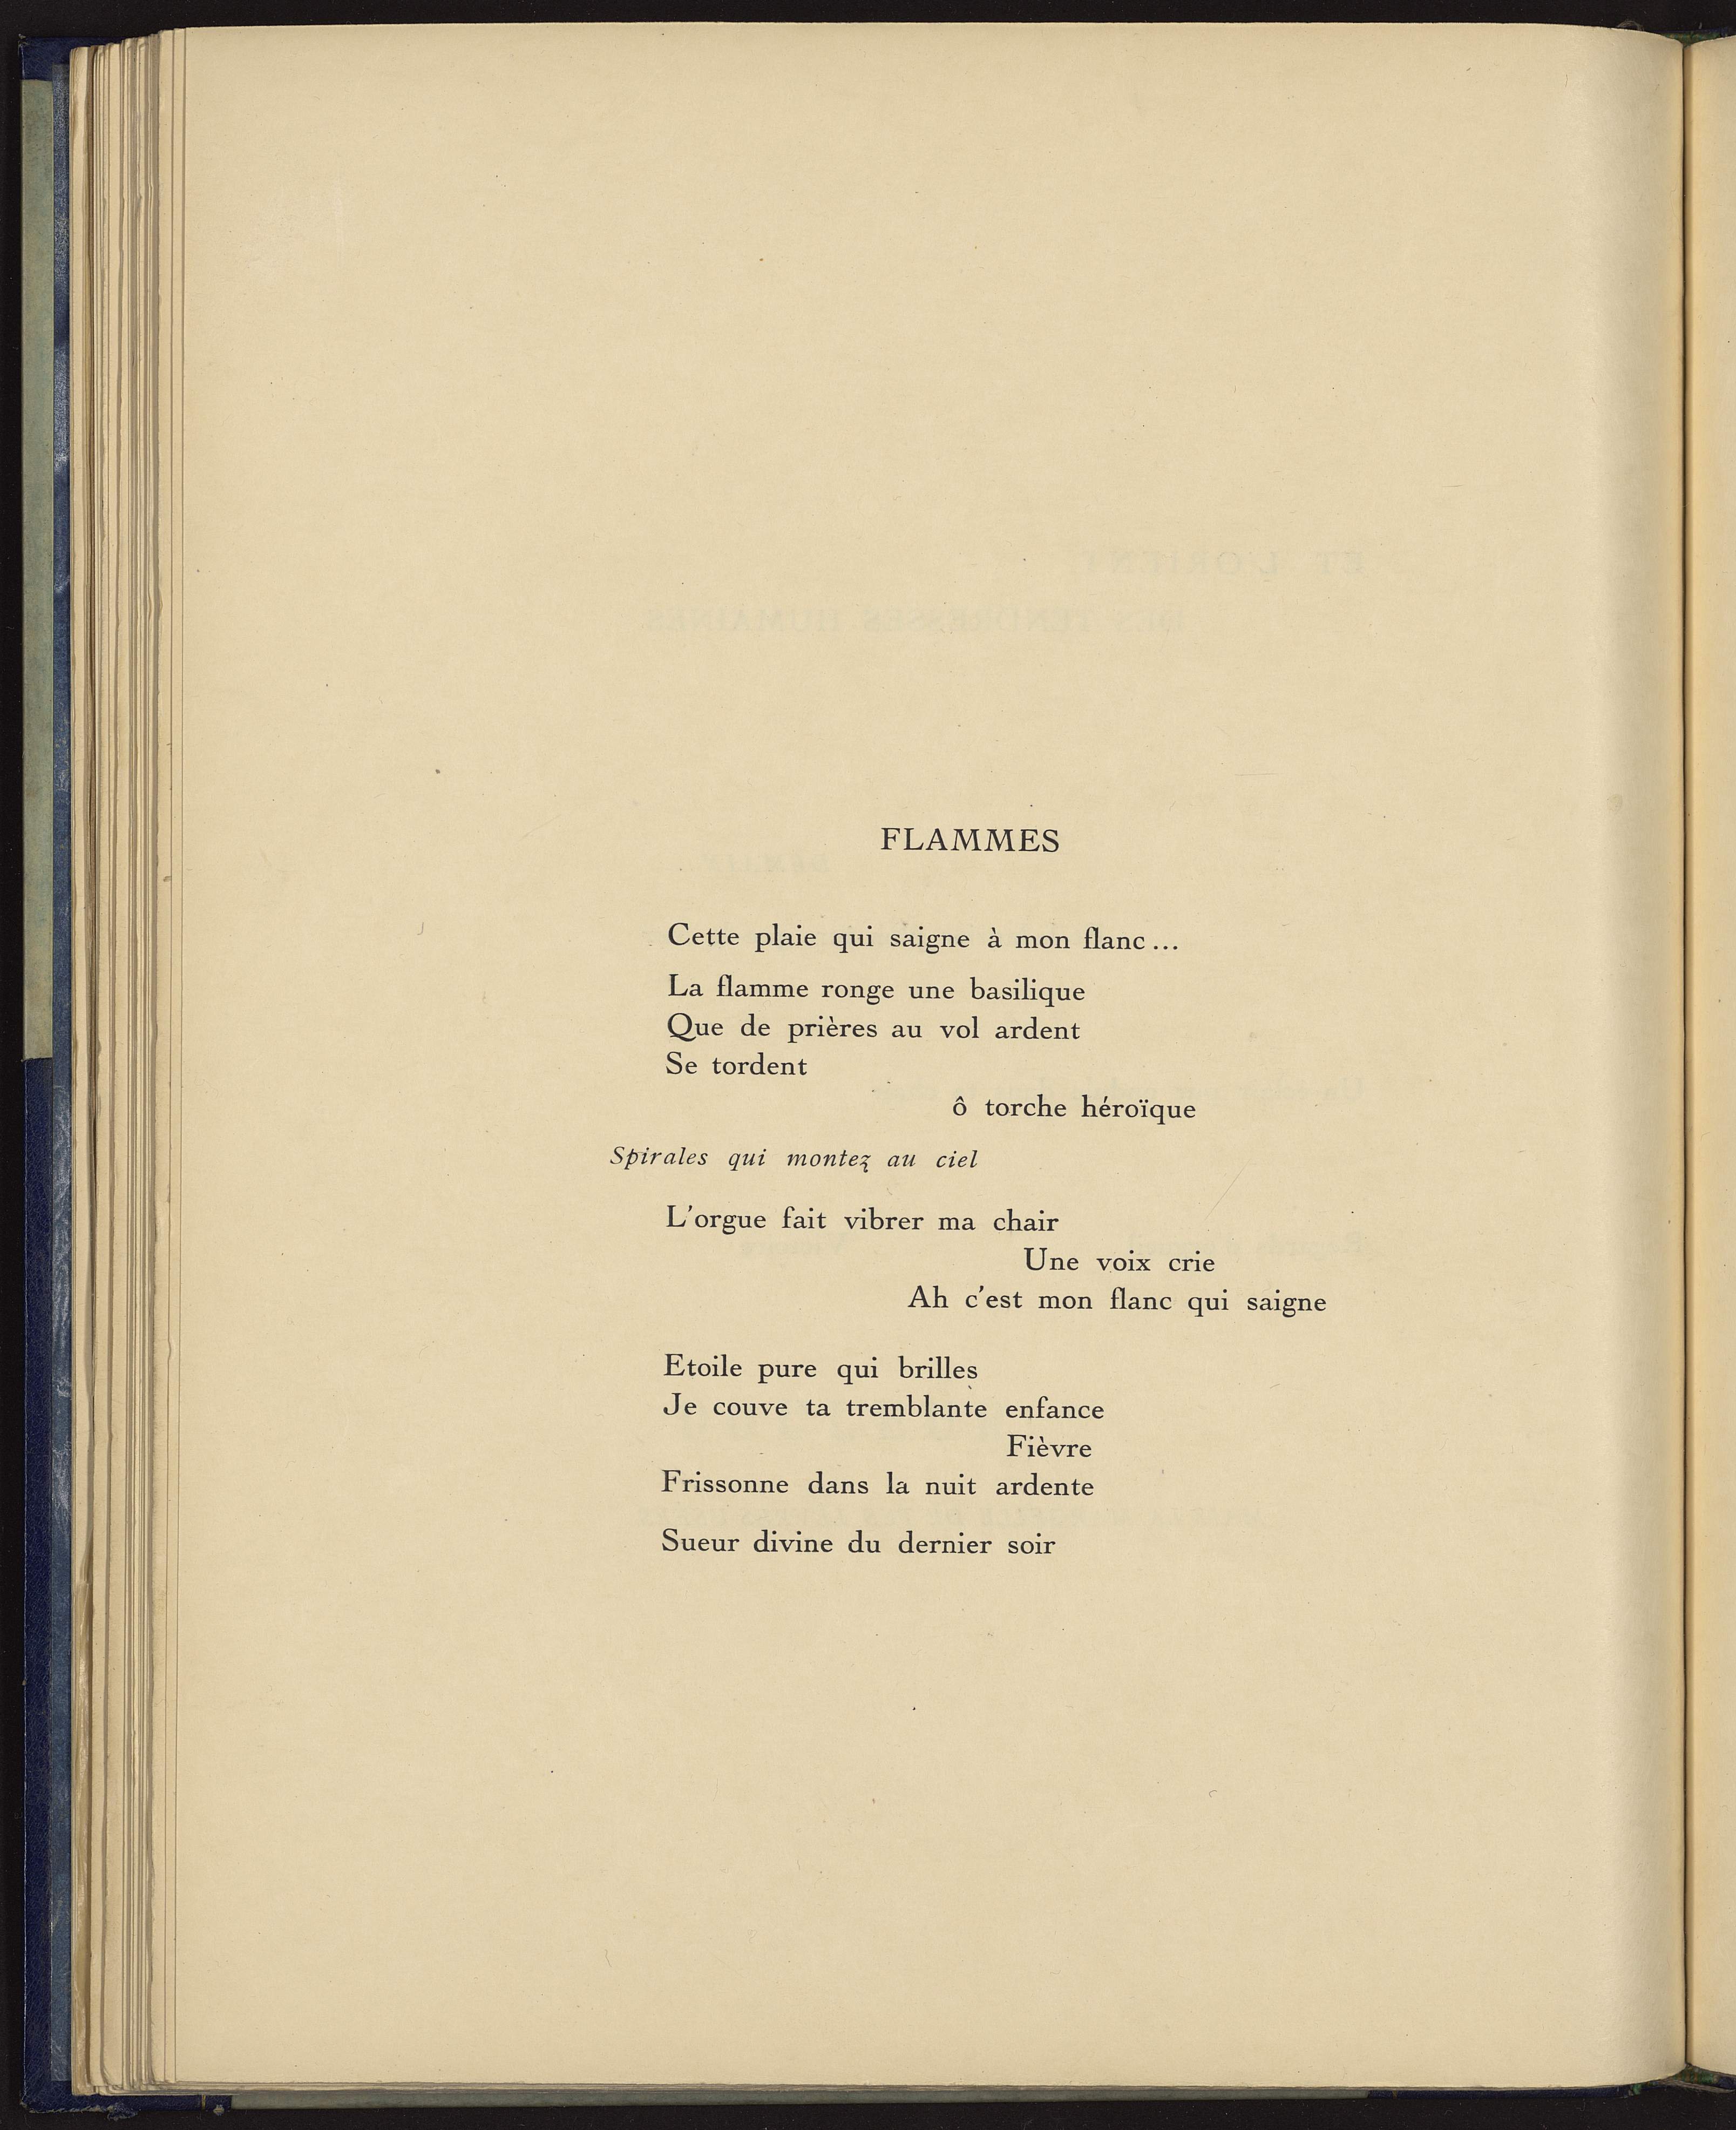 FLAMMES
Cette plaie qui saigne à mon flanc...
La flamme ronge une basilique
Que de prières au vol ardent
Se tordent
ô torche héroïque
Spirales qui montez au ciel
L'orgue fait vibrer ma chair
Une voix crie
Ah c'est mon flanc qui saigne
Etoile pure qui brilles
Je couve ta tremblante enfance
Fièvre
Frissonne dans la nuit ardente
Sueur divine du dernier soir